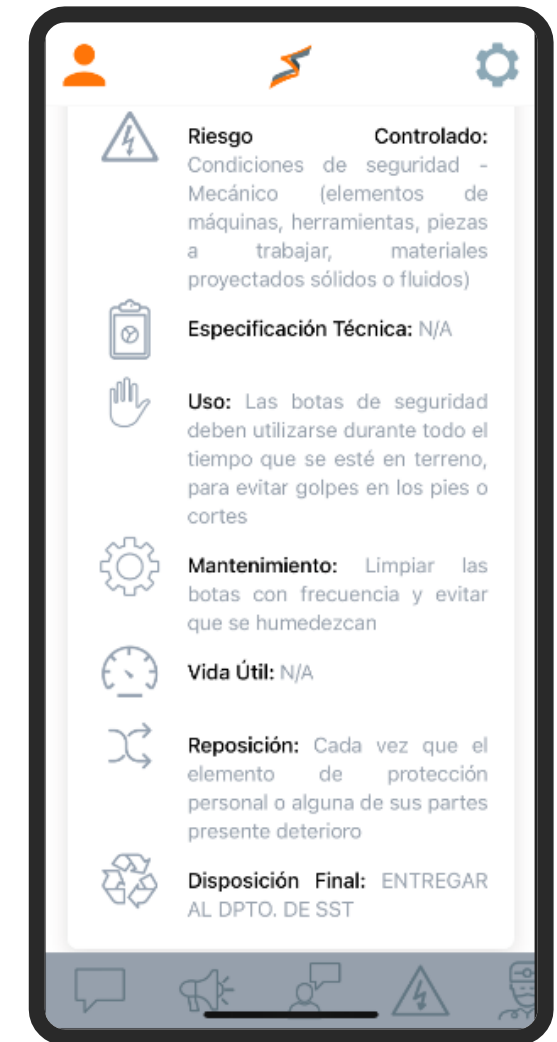 Riesgo Controlado:
Condiciones de seguridad -
Mecánico (elementos de
máquinas, herramientas, piezas
a trabajar, materiales
proyectados sólidos o fluidos)
Especificación Técnica: N/A
Uso: Las botas de seguridad
deben utilizarse durante todo el
tiempo que se esté en terreno,
para evitar golpes en los pies o
cortes
Mantenimiento: Limpiar las
botas con frecuencia y evitar
que se humedezcan
Vida Útil: N/A
Reposición: Cada vez que el
elemento de protección
personal o alguna de sus partes
presente deterioro
Disposición Final: ENTREGAR
AL DPTO. DE SST